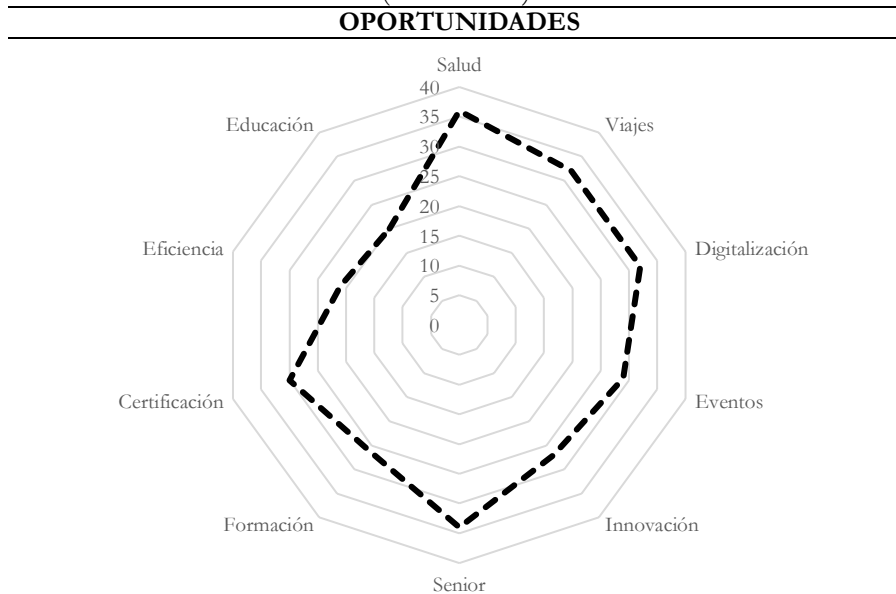 OPORTUNIDADES
Salud
40
Viajes
35
Educación
30
25
20
Eficiencia
Digitalización
15
10
5
0
Certificación
Eventos
Formación
Innovación
Senior